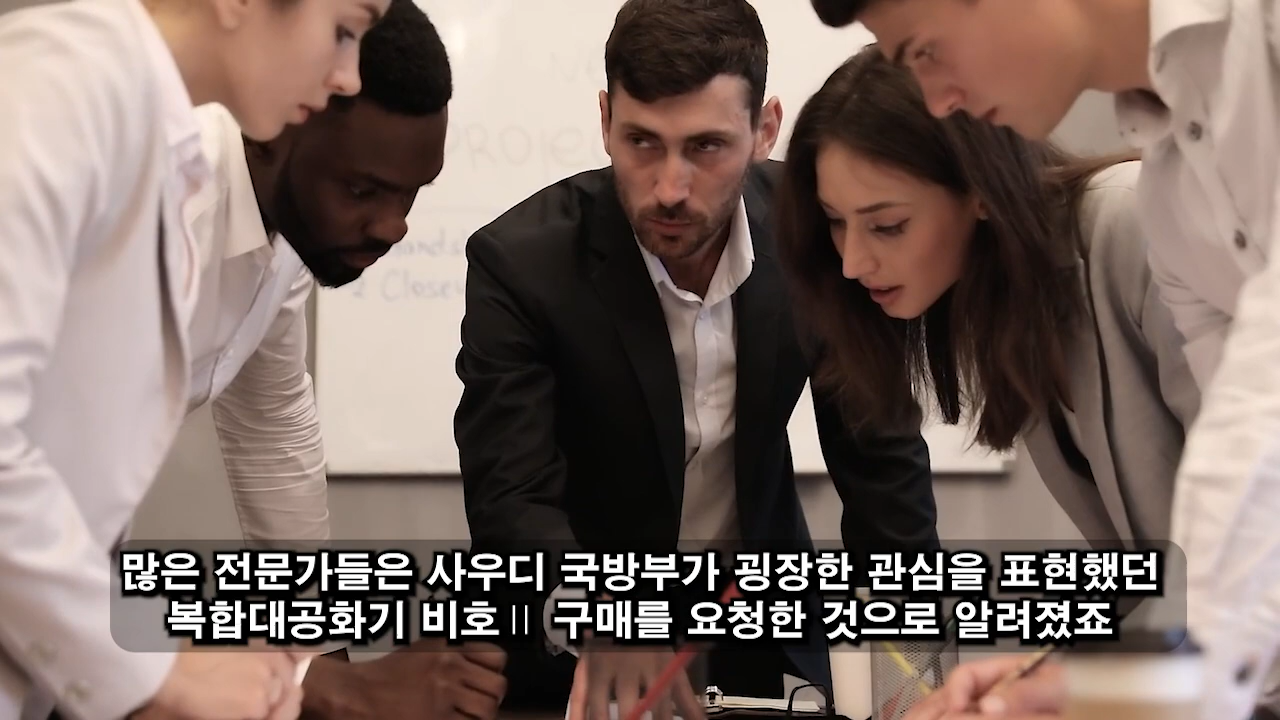 PROJE
많은 전문가들은 사우디 국방부가 굉장한 관심을 표현했던
복합대공화기 비호Ⅱ 구매를 요청한 것으로 알려졌죠